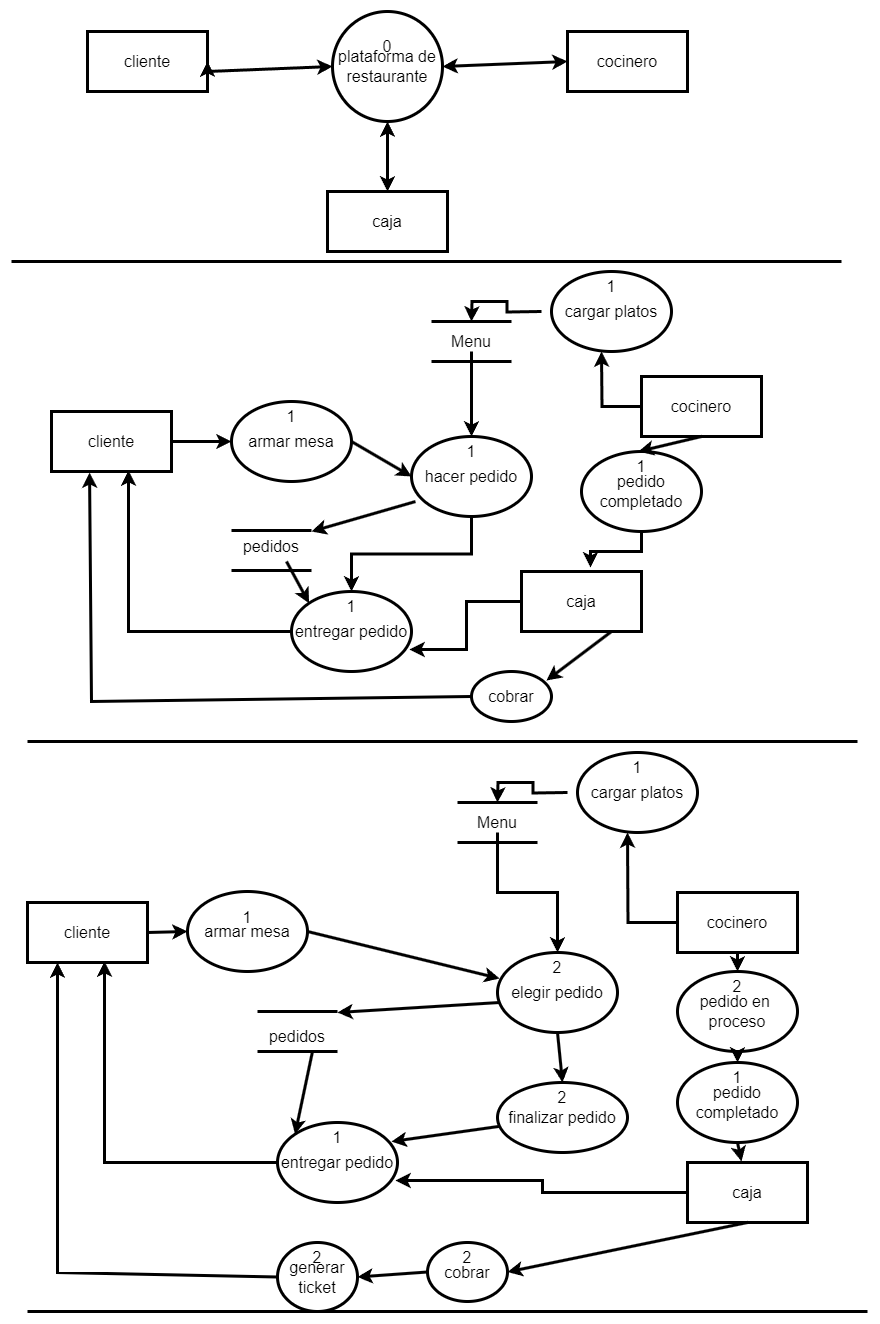 cliente
0
plataforma de
restaurante
cocinero
caja
1
cargar platos
Menu
cocinero
cliente
1
armar mesa
1
hacer pedido
1
pedido
completado
pedidos
caja
1
entregar pedido
cobrar
1
cargar platos
Menu
cliente
1
armar mesa
cocinero
2
elegir pedido
2
pedido en
proceso
pedidos
1
pedido
completado
2
finalizar pedido
1
entregar pedido
caja
2
generar
ticket
2
cobrar